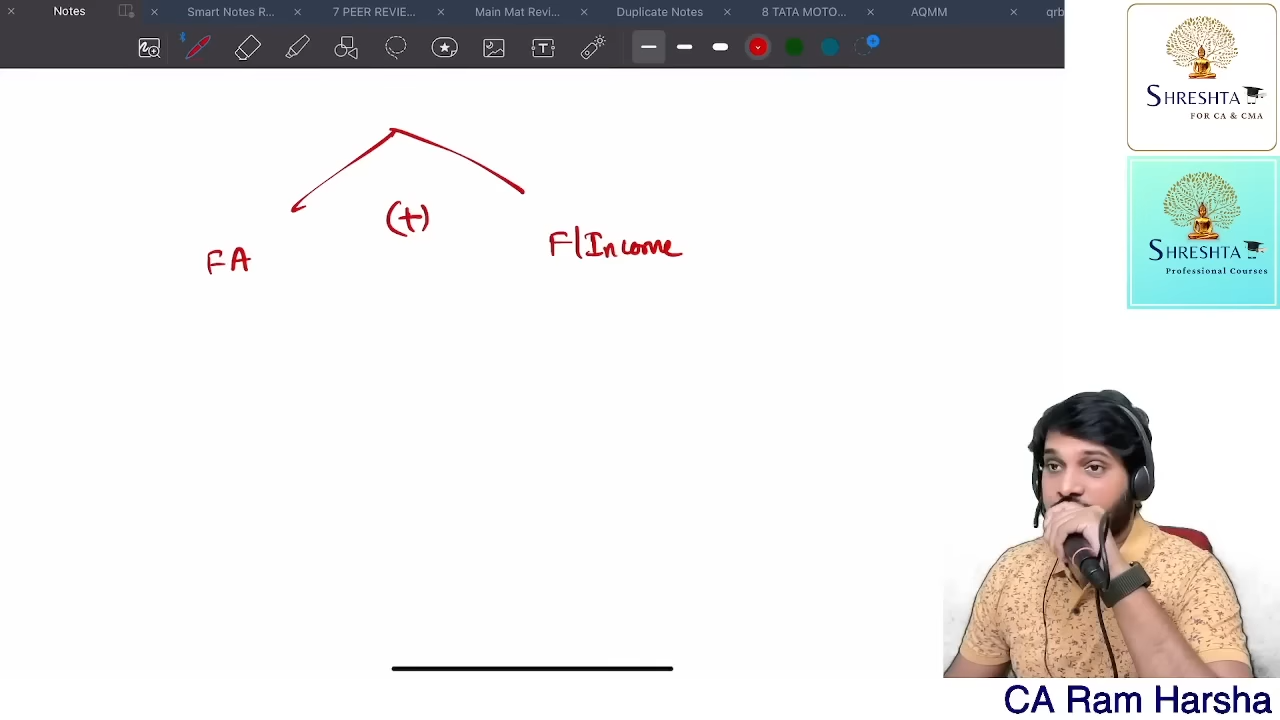 Notes
Smart Notes R...
7 PEER REVIE...
Main Mat Revi...
Duplicate Notes
8 TATA MOTO...
AQMM
qrb
SHRESHTA
FOR CA & CMA
SHRESHTA
Professional Courses
(+)
FA
F|Income
CA Ram Harsha